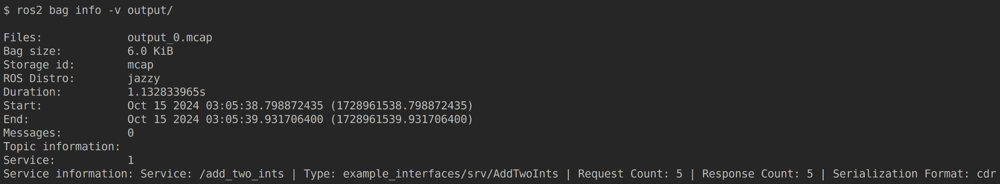 $ ros2 bag info -v output/
Files:             output_0.mcap
Bag size:          6.0 KiB
Storage id:        mcap
ROS Distro:        jazzy
Duration:          1.132833965s
Start:             Oct 15 2024 03:05:38.798872435 (1728961538.798872435)
End:               Oct 15 2024 03:05:39.931706400 (1728961539.931706400)
Messages:          0
Topic information:
Service:           1
Service information: Service: /add_two_ints | Type: example_interfaces/srv/AddTwoInts | Request Count: 5 | Response Count: 5 | Serialization Format: cdr